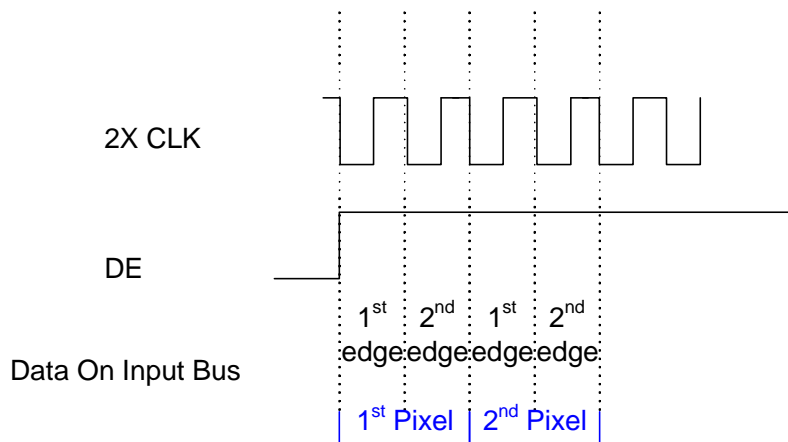 2X CLK
DE
1st 2nd 1st 2nd
edge edge edge edge
Data On Input Bus
1st Pixel 2nd Pixel